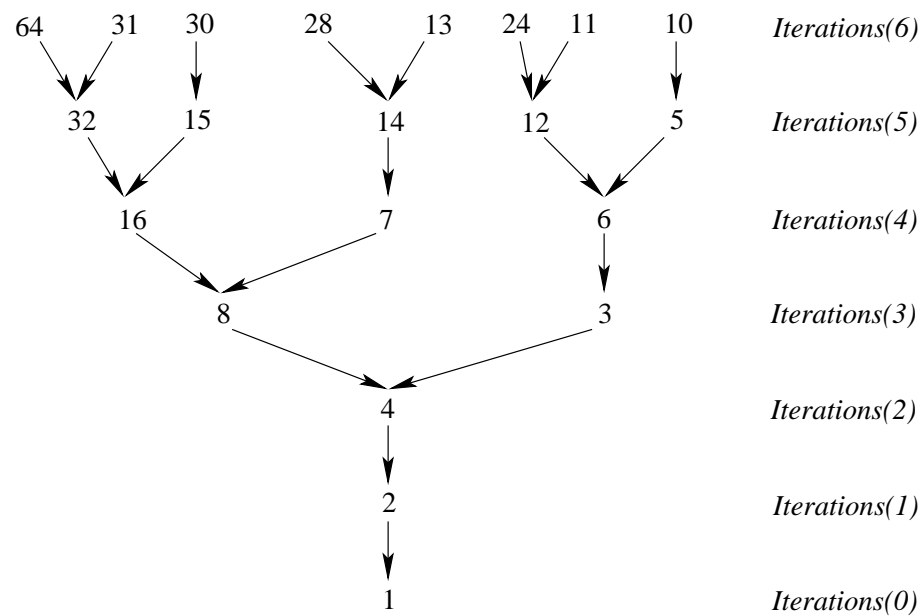 64 31 30 28 13 24 11 10 Iterations(6)
32 15 14 12 5 Iterations(5)
16 7 6 Iterations(4)
8 3 Iterations(3)
4 Iterations(2)
2 Iterations(1)
1 Iterations(0)